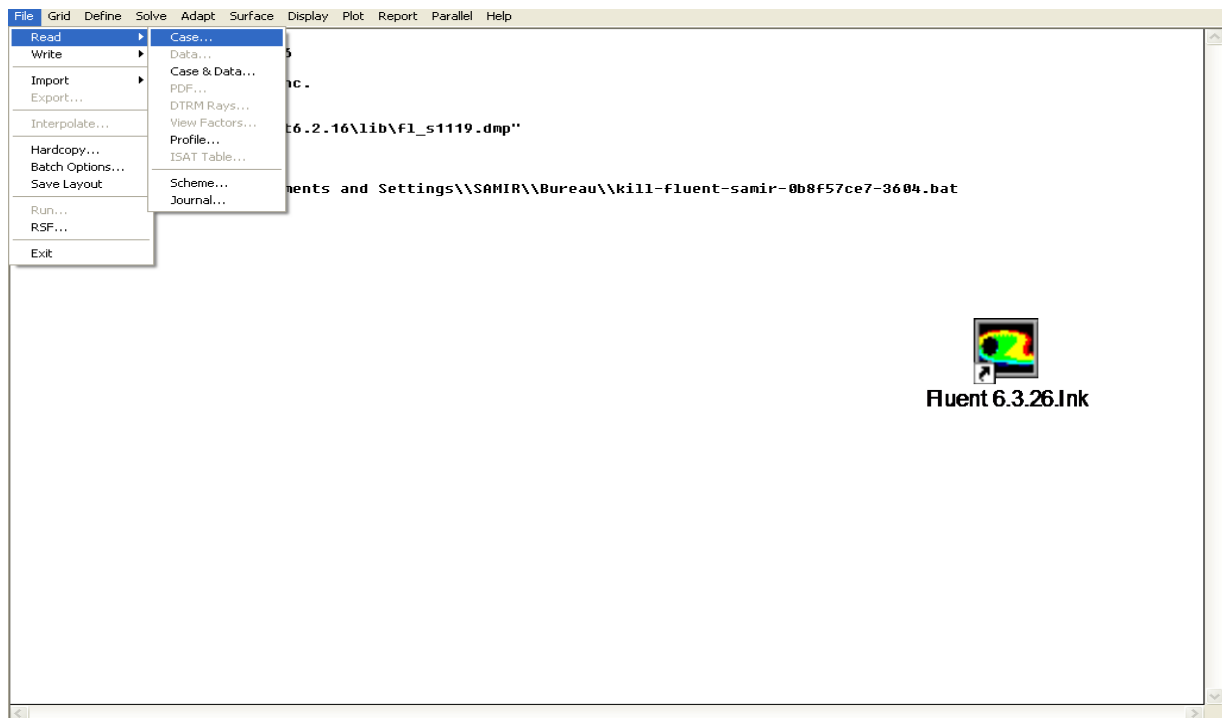 File Grid Define Solve Adapt Surface Display Plot Report Parallel Help
Read
Write
Import
Export...
Interpolate...
Hardcopy...
Batch Options...
Save Layout
Run...
RSF...
Exit
Case...
Data...
Case & Data...
PDF...
DTRM Rays...
View Factors...
Profile...
ISAT Table...
Scheme...
Journal...
nc.
t6.2.16\lib\fl_s1119.dmp"
ments and Settings\\SAMIR\\Bureau\\kill-fluent-samir-0b8f57ce7-3604.bat
Fluent 6.3.26.lnk